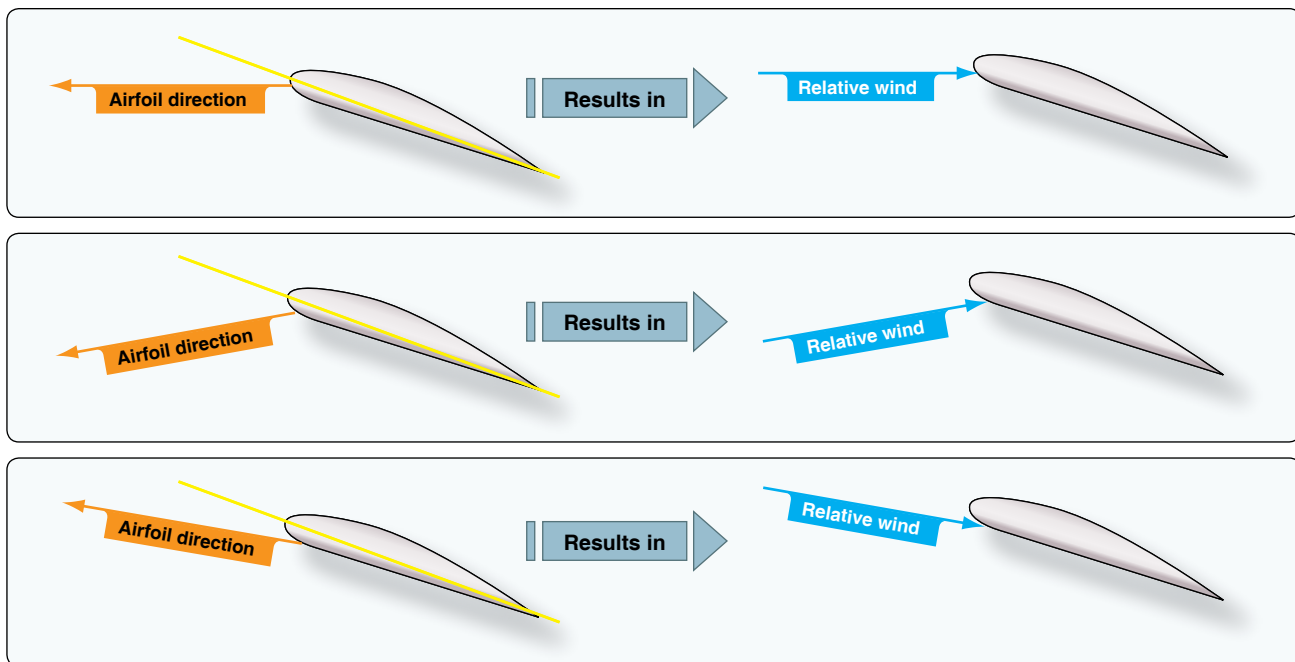 Airfoil direction
Results in
Relative wind
Airfoil direction
Results in
Relative wind
Airfoil direction
Results in
Relative wind